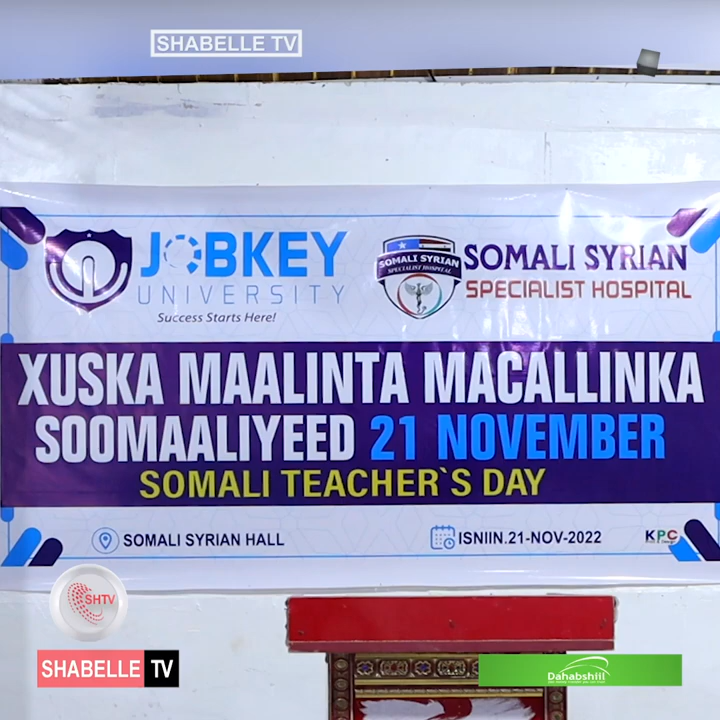 SHABELLE TV
JOBKEY
UNIVERSITY
Success Starts Here!
SOMALI SYRIAN
SPECIALIST HOSPITAL
SOMALI SYRIAN
SPECIALIST HOSPITAL
XUSKA MAALINTA MACALLINKA
SOOMAALIYEED 21 NOVEMBER
SOMALI TEACHER`S DAY
SOMALI SYRIAN HALL
ISNIIN.21-NOV-2022
KPC
SHTV
SHABELLE TV
Dahabshiil